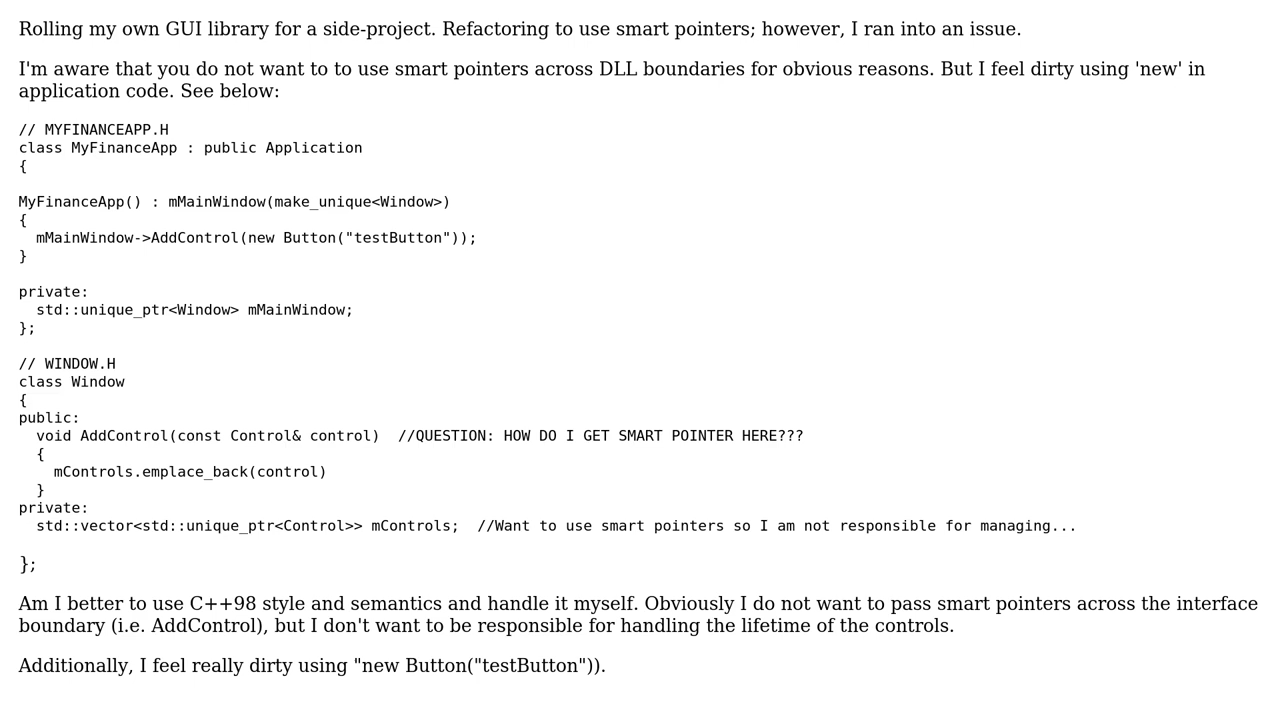 Rolling my own GUI library for a side-project. Refactoring to use smart pointers; however, I ran into an issue.
I'm aware that you do not want to to use smart pointers across DLL boundaries for obvious reasons. But I feel dirty using 'new' in
application code. See below:
// MYFINANCEAPP.H
class MyFinanceApp : public Application
{
MyFinanceApp() : mMainWindow(make_unique<Window>)
{
  mMainWindow->AddControl(new Button("testButton"));
}
private:
  std::unique_ptr<Window> mMainWindow;
};
// WINDOW.H
class Window
{
public:
  void AddControl(const Control& control)  //QUESTION: HOW DO I GET SMART POINTER HERE???
  {
    mControls.emplace_back(control)
  }
private:
  std::vector<std::unique_ptr<Control>> mControls;  //Want to use smart pointers so I am not responsible for managing...
};
Am I better to use C++98 style and semantics and handle it myself. Obviously I do not want to pass smart pointers across the interface
boundary (i.e. AddControl), but I don't want to be responsible for handling the lifetime of the controls.
Additionally, I feel really dirty using "new Button("testButton")).